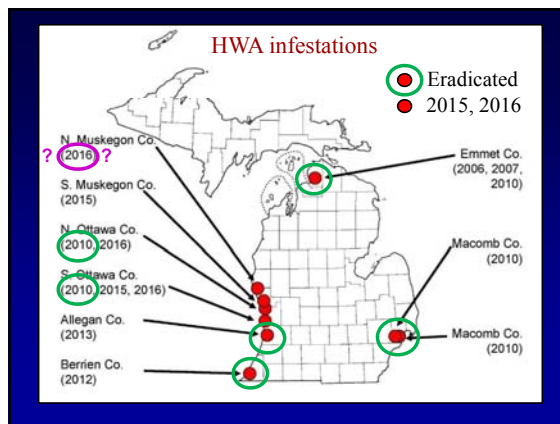 HWA infestations
Eradicated
2015, 2016
N. Muskegon Co.
? (2016) ?
S. Muskegon Co.
(2015)
N. Ottawa Co.
(2010, 2016)
S. Ottawa Co.
(2010, 2015, 2016)
Allegan Co.
(2013)
Berrien Co.
(2012)
Emmet Co.
(2006, 2007,
2010)
Macomb Co.
(2010)
Macomb Co.
(2010)